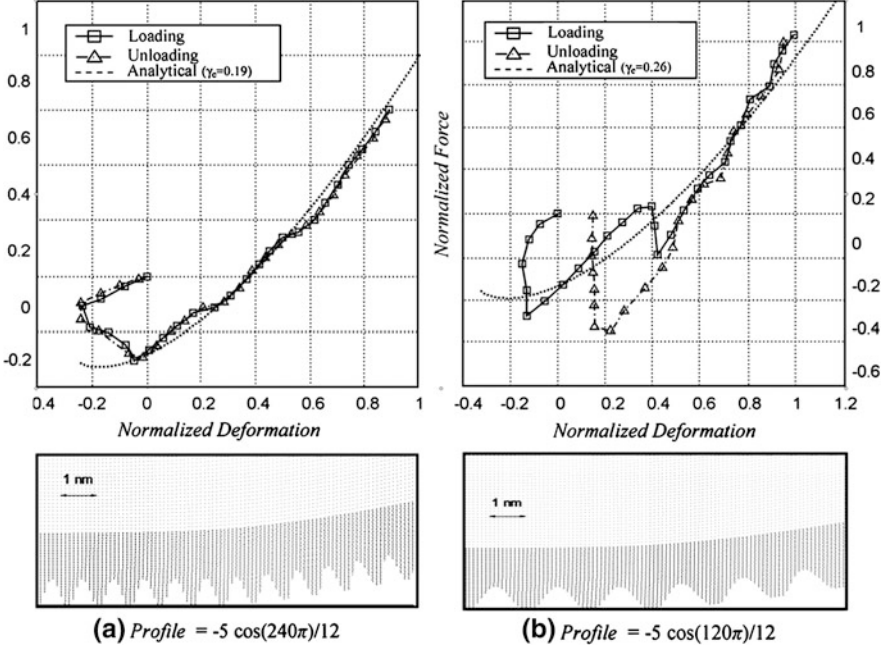 Loading
Unloading
Analytical (γe=0.19)
1
0.8
0.6
0.4
0.2
0
-0.2
0.4
-0.2
0
0.2
0.4
0.6
0.8
1
Normalized Deformation
Loading
Unloading
Analytical (γe=0.26)
Normalized Force
1
0.8
0.6
0.4
0.2
0
-0.2
-0.4
-0.6
-0.4
-0.2
0
0.2
0.4
0.6
0.8
1
1.2
Normalized Deformation
1 nm
1 nm
(a) Profile = -5 cos(240π)/12
(b) Profile = -5 cos(120π)/12